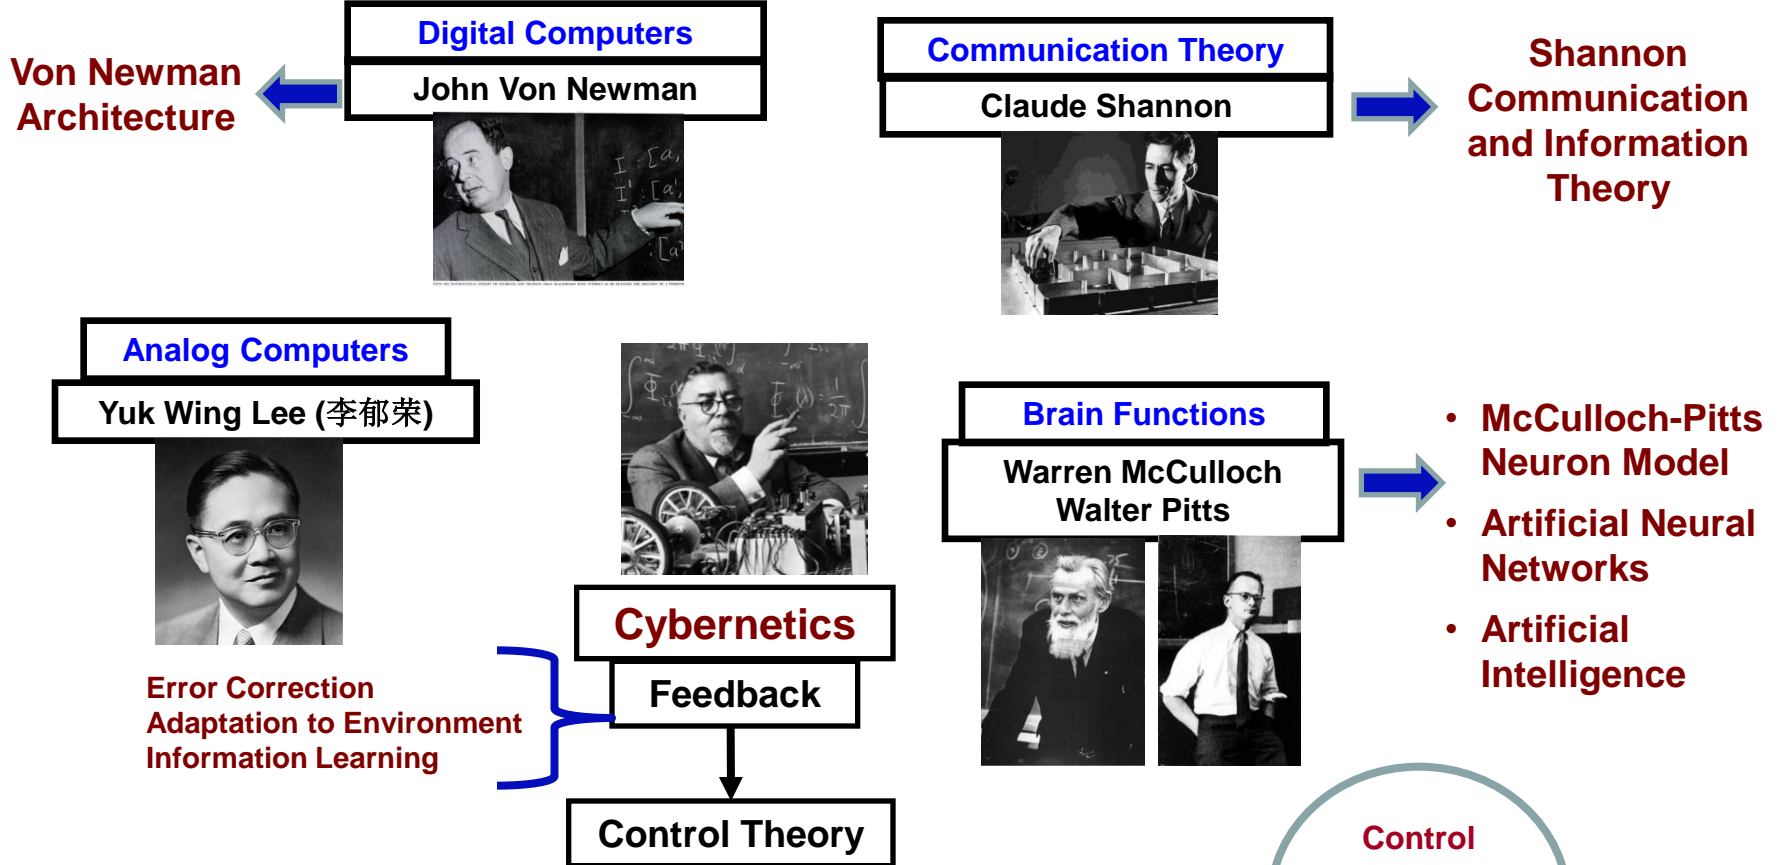 Digital Computers
John Von Newman
Von Newman
Architecture
Communication Theory
Claude Shannon
Shannon
Communication
and Information
Theory
Analog Computers
Yuk Wing Lee (李郁荣)
Brain Functions
Warren McCulloch
Walter Pitts
• McCulloch-Pitts
Neuron Model
• Artificial Neural
Networks
• Artificial
Intelligence
Cybernetics
Feedback
Error Correction
Adaptation to Environment
Information Learning
Control Theory
Control